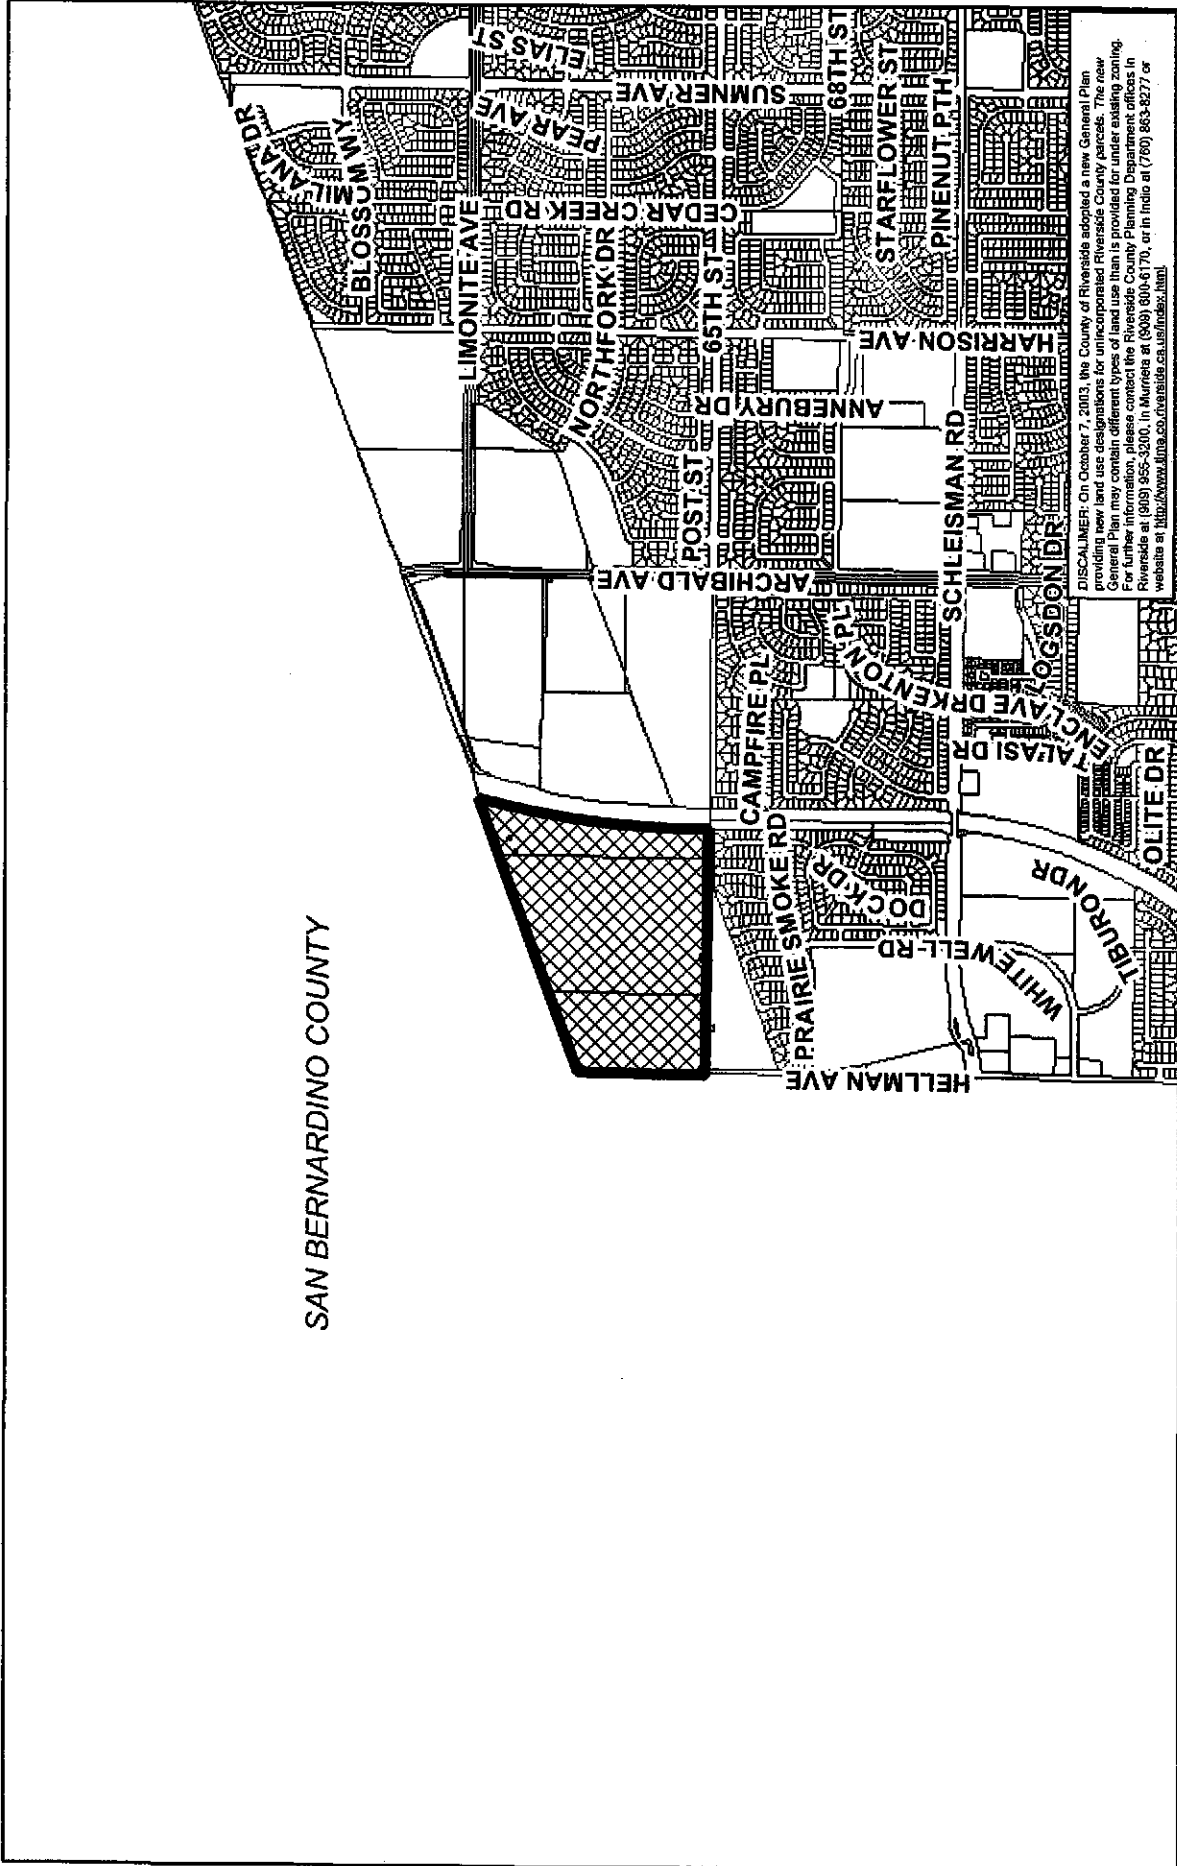 SAN BERNARDINO COUNTY
MILANA DR
BLOSSOM WY
ELIAS ST
SUMNER AVE
PEAR AVE
LIMONITE AVE
CEDAR CREEK RD
NORTHFORK DR
65TH ST
68TH ST
STARFLOWER ST
PINENUT PTH
HARRISON AVE
ANNEBURY DR
POST ST
ARCHIBALD AVE
SCHLEISMAN RD
LOGSDON DR
KENTON PL
ENCLAVE DR
CAMPFIRE PL
TALIASI DR
PRAIRIE SMOKE RD
DOCK DR
WHITE WELL RD
TIBURON DR
OLITE DR
HELLMAN AVE
DISCALIMER: On October 7, 2003, the County of Riverside adopted a new General Plan
providing new land use designations for unincorporated Riverside County parcels. The new
General Plan may contain different types of land use than is provided for under existing zoning.
For further information, please contact the Riverside County Planning Department offices in
Riverside at (909) 955-3200, in Murrieta at (909) 600-6170, or in Indio at (760) 863-8277 or
website at http://www.tlma.co.riverside.ca.us/index.html